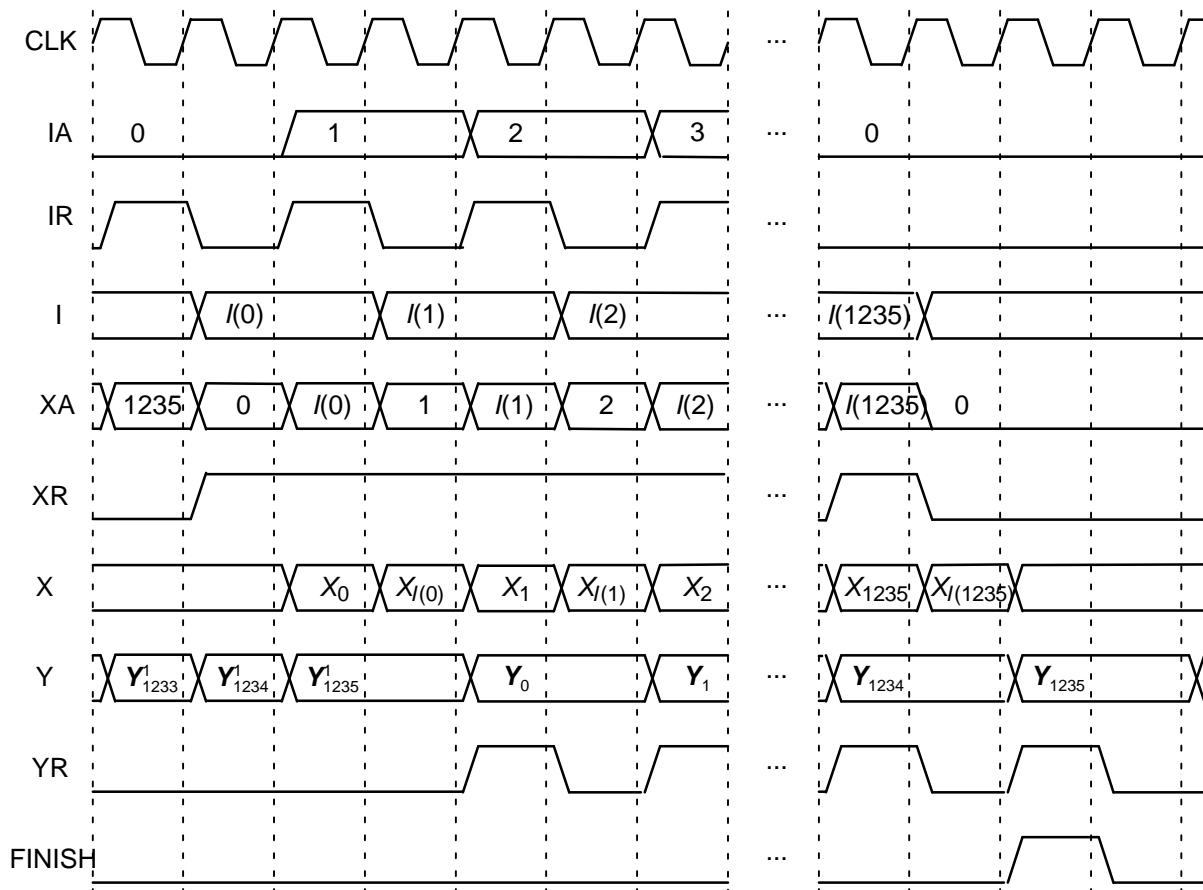 CLK ...
IA 0 1 2 3 ... 0
IR ...
I I(0) I(1) I(2) ... I(1235)
XA 1235 0 I(0) 1 I(1) 2 I(2) ... I(1235) 0
XR ...
X X0 XI(0) X1 XI(1) X2 ... X1235 XI(1235)
Y Y¹1233 Y¹1234 Y¹1235 Y0 Y1 ... Y1234 Y1235
YR ...
FINISH ...